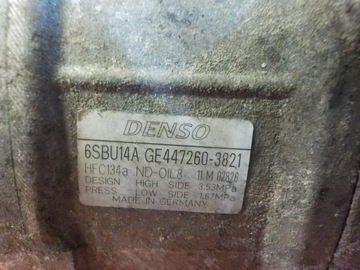 DENSO
6SBU14A GE447260-3821
HFC134a ND-OIL8 11 M 02826
DESIGN HIGH SIDE 3.53MPa
PRESS LOW SIDE 1.67MPa
MADE IN GERMANY